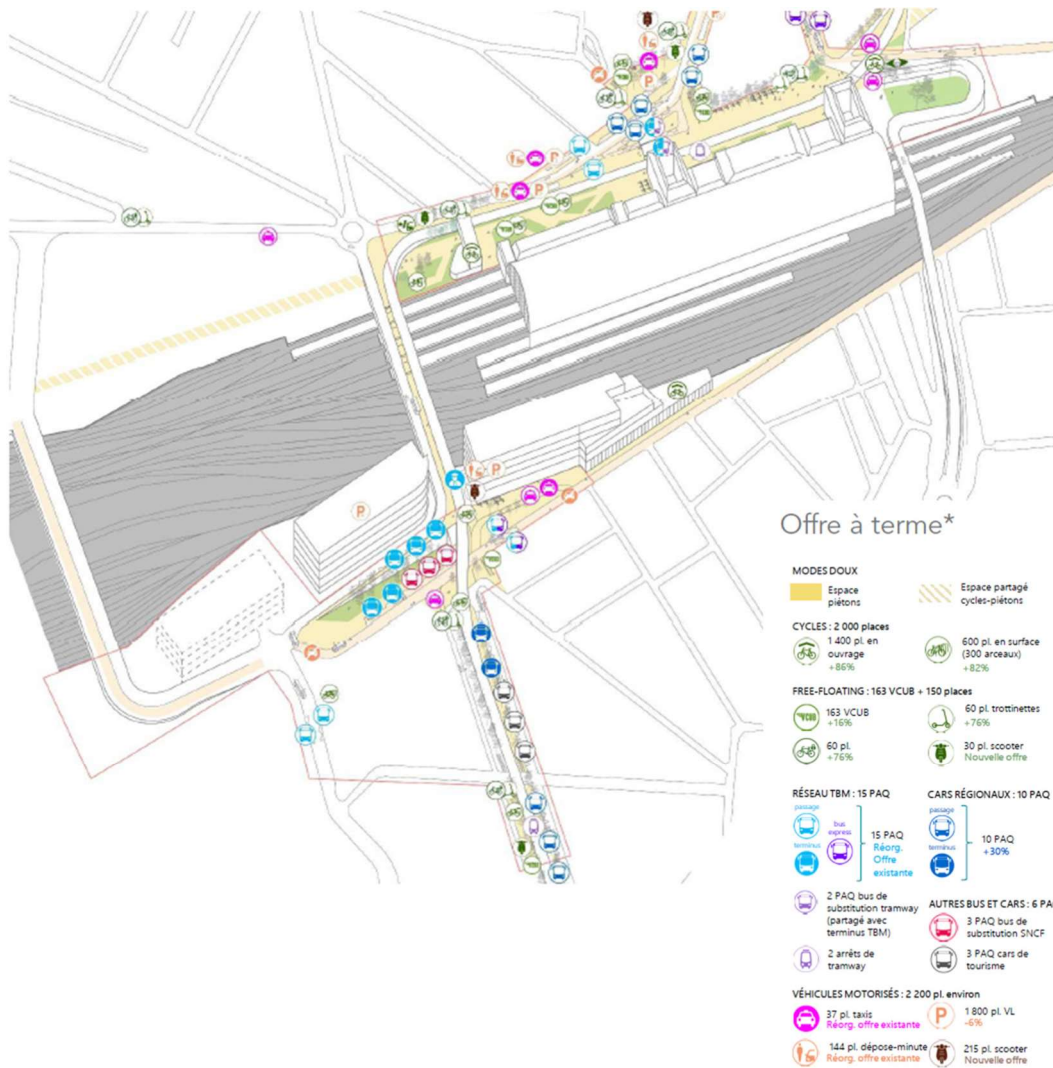 Offre à terme*
MODES DOUX
Espace
piétons
Espace partagé
cycles-piétons
CYCLES : 2 000 places
1 400 pl. en
ouvrage
+86%
600 pl. en surface
(300 arceaux)
+82%
FREE-FLOATING : 163 VCUB + 150 places
VCUB
163 VCUB
+16%
60 pl. trottinettes
+76%
60 pl.
+76%
30 pl. scooter
Nouvelle offre
RÉSEAU TBM : 15 PAQ
passage
terminus
bus
express
15 PAQ
Réorg.
Offre
existante
CARS RÉGIONAUX : 10 PAQ
passage
terminus
10 PAQ
+30%
2 PAQ bus de
substitution tramway
(partagé avec
terminus TBM)
2 arrêts de
tramway
AUTRES BUS ET CARS : 6 PA
3 PAQ bus de
substitution SNCF
3 PAQ cars de
tourisme
VÉHICULES MOTORISÉS : 2 200 pl. environ
37 pl. taxis
Réorg. offre existante
P
1 800 pl. VL
-6%
144 pl. dépose-minute
Réorg. offre existante
215 pl. scooter
Nouvelle offre